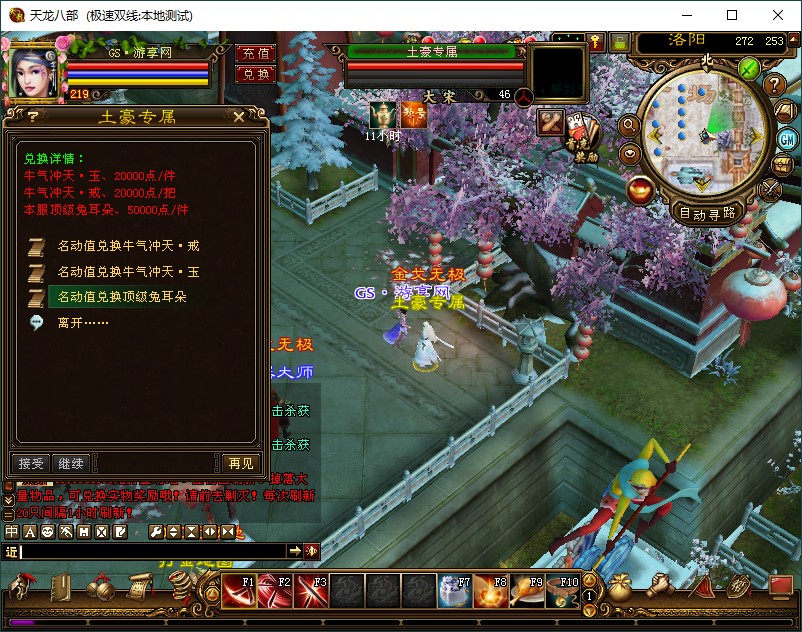 天龙八部 (极速双线:本地测试)
GS·游享网
充值
土豪专属
洛阳 272 253
219
兑换
大宋 46
北
土豪专属
11小时
首充
奖励
GM
自动寻路
兑换详情：
牛气冲天·玉、20000点/件
牛气冲天·戒、20000点/把
本服顶级兔耳朵、50000点/件
名动值兑换牛气冲天·戒
名动值兑换牛气冲天·玉
名动值兑换顶级兔耳朵
离开……
金戈无极
GS·游享网
土豪专属
无极
大师
击杀获
击杀获
接受 继续 再见
掉落大
量物品，可兑换实物奖励哦！请前去剿灭！每次刷新
20只间隔1小时刷新！
中 A
近
F1 F2 F3 F7 F8 F9 F10 1